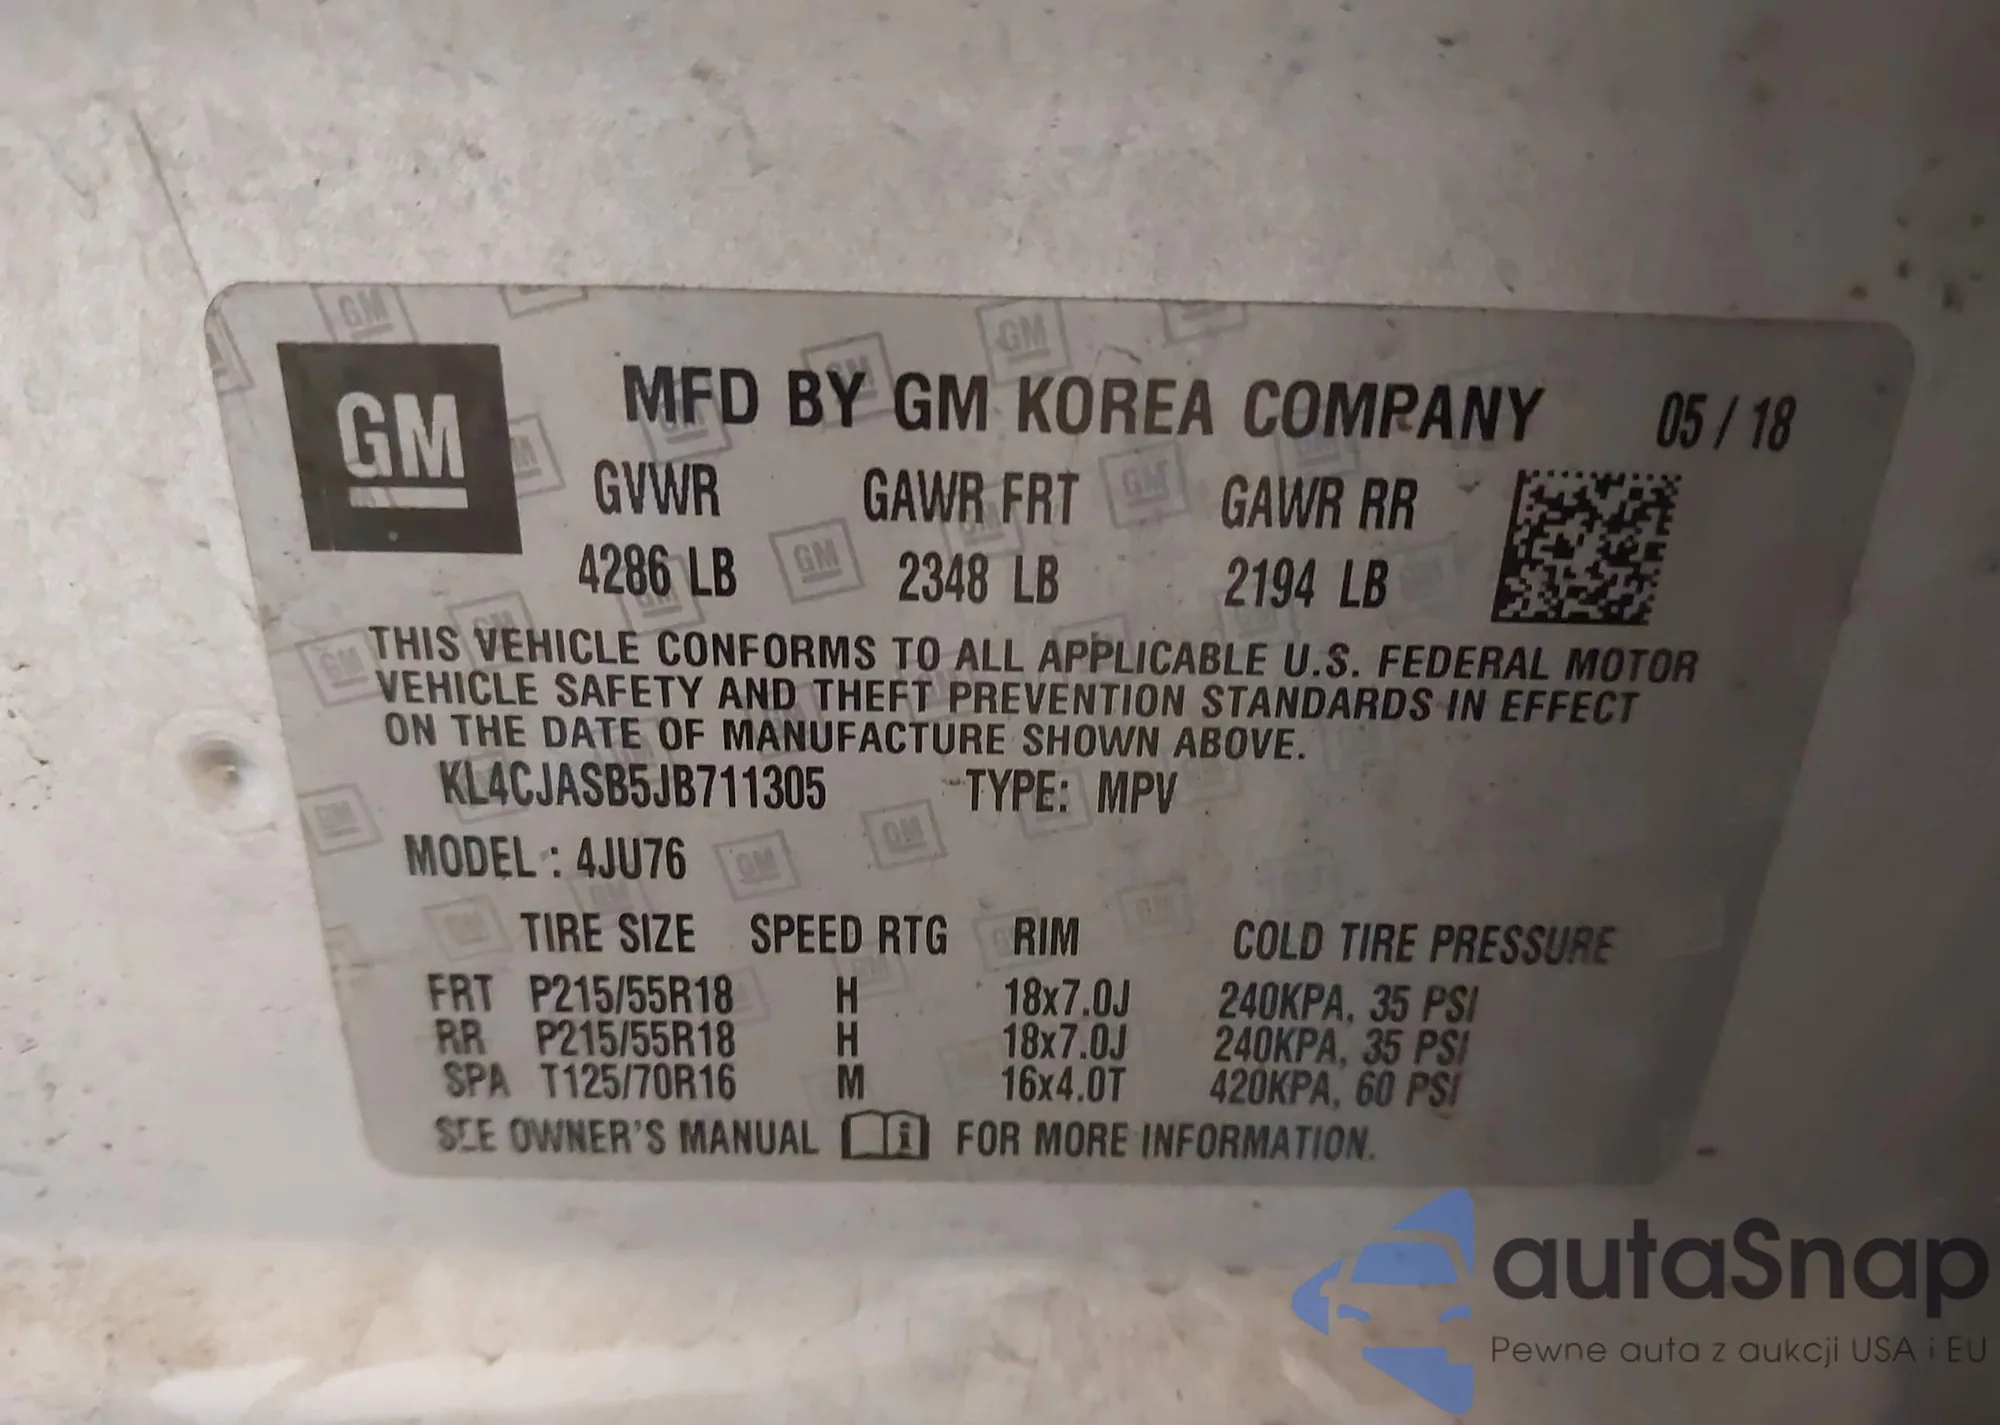 GM
MFD BY GM KOREA COMPANY 05 / 18
GVWR GAWR FRT GAWR RR
4286 LB 2348 LB 2194 LB
THIS VEHICLE CONFORMS TO ALL APPLICABLE U.S. FEDERAL MOTOR
VEHICLE SAFETY AND THEFT PREVENTION STANDARDS IN EFFECT
ON THE DATE OF MANUFACTURE SHOWN ABOVE.
KL4CJASB5JB711305 TYPE: MPV
MODEL : 4JU76
TIRE SIZE SPEED RTG RIM COLD TIRE PRESSURE
FRT P215/55R18 H 18x7.0J 240KPA, 35 PSI
RR P215/55R18 H 18x7.0J 240KPA, 35 PSI
SPA T125/70R16 M 16x4.0T 420KPA, 60 PSI
SEE OWNER'S MANUAL FOR MORE INFORMATION.
autaSnap
Pewne auta z aukcji USA i EU